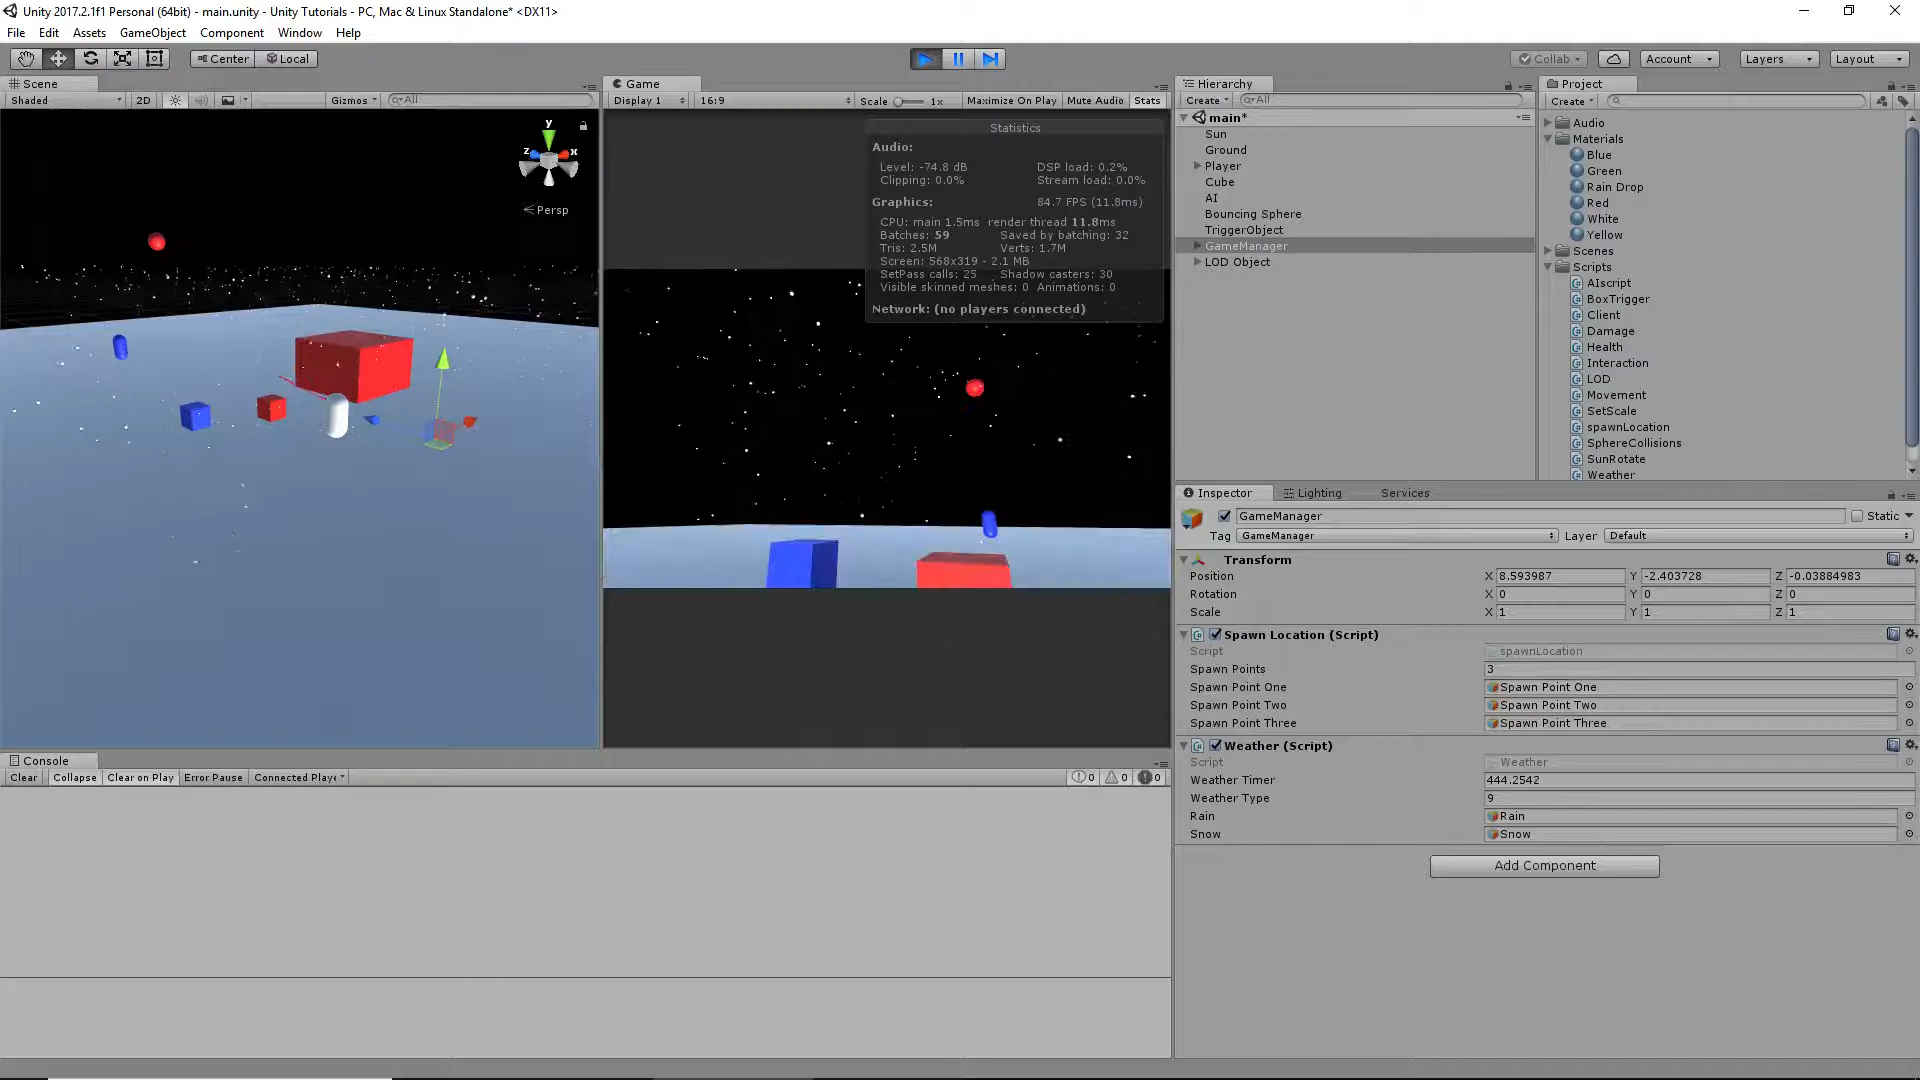 Unity 2017.2.1f1 Personal (64bit) - main.unity - Unity Tutorials - PC, Mac & Linux Standalone* <DX11>
File Edit Assets GameObject Component Window Help
Center Local
Collab Account Layers Layout
Scene
Shaded 2D Gizmos All
y
z x
Persp
Game
Display 1 16:9 Scale 1x Maximize On Play Mute Audio Stats
Statistics
Audio:
Level: -74.8 dB DSP load: 0.2%
Clipping: 0.0% Stream load: 0.0%
Graphics: 84.7 FPS (11.8ms)
CPU: main 1.5ms render thread 11.8ms
Batches: 59 Saved by batching: 32
Tris: 2.5M Verts: 1.7M
Screen: 568x319 - 2.1 MB
SetPass calls: 25 Shadow casters: 30
Visible skinned meshes: 0 Animations: 0
Network: (no players connected)
Hierarchy
Create All
main*
Sun
Ground
Player
Cube
AI
Bouncing Sphere
TriggerObject
GameManager
LOD Object
Project
Create
Audio
Materials
Blue
Green
Rain Drop
Red
White
Yellow
Scenes
Scripts
AIscript
BoxTrigger
Client
Damage
Health
Interaction
LOD
Movement
SetScale
spawnLocation
SphereCollisions
SunRotate
Weather
Inspector Lighting Services
GameManager Static
Tag GameManager Layer Default
Transform
Position X 8.593987 Y -2.403728 Z -0.03884983
Rotation X 0 Y 0 Z 0
Scale X 1 Y 1 Z 1
Spawn Location (Script)
Script spawnLocation
Spawn Points 3
Spawn Point One Spawn Point One
Spawn Point Two Spawn Point Two
Spawn Point Three Spawn Point Three
Weather (Script)
Script Weather
Weather Timer 444.2542
Weather Type 9
Rain Rain
Snow Snow
Add Component
Console
Clear Collapse Clear on Play Error Pause Connected Playe 0 0 0